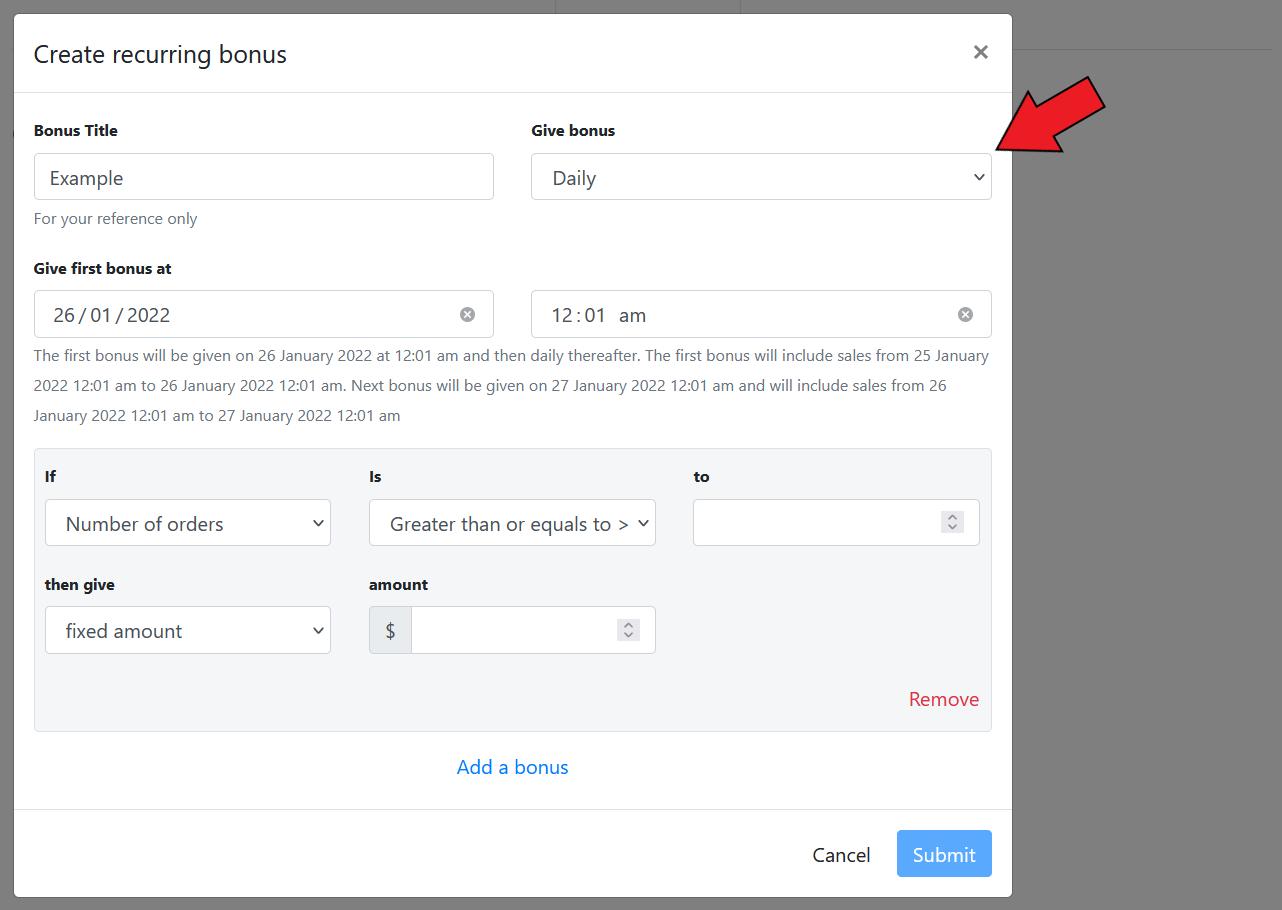 Create recurring bonus
×
Bonus Title
Give bonus
Example
Daily
For your reference only
Give first bonus at
26/01/2022
12:01 am
The first bonus will be given on 26 January 2022 at 12:01 am and then daily thereafter. The first bonus will include sales from 25 January
2022 12:01 am to 26 January 2022 12:01 am. Next bonus will be given on 27 January 2022 12:01 am and will include sales from 26
January 2022 12:01 am to 27 January 2022 12:01 am
If
Is
to
Number of orders
Greater than or equals to >
then give
amount
fixed amount
$
Remove
Add a bonus
Cancel
Submit